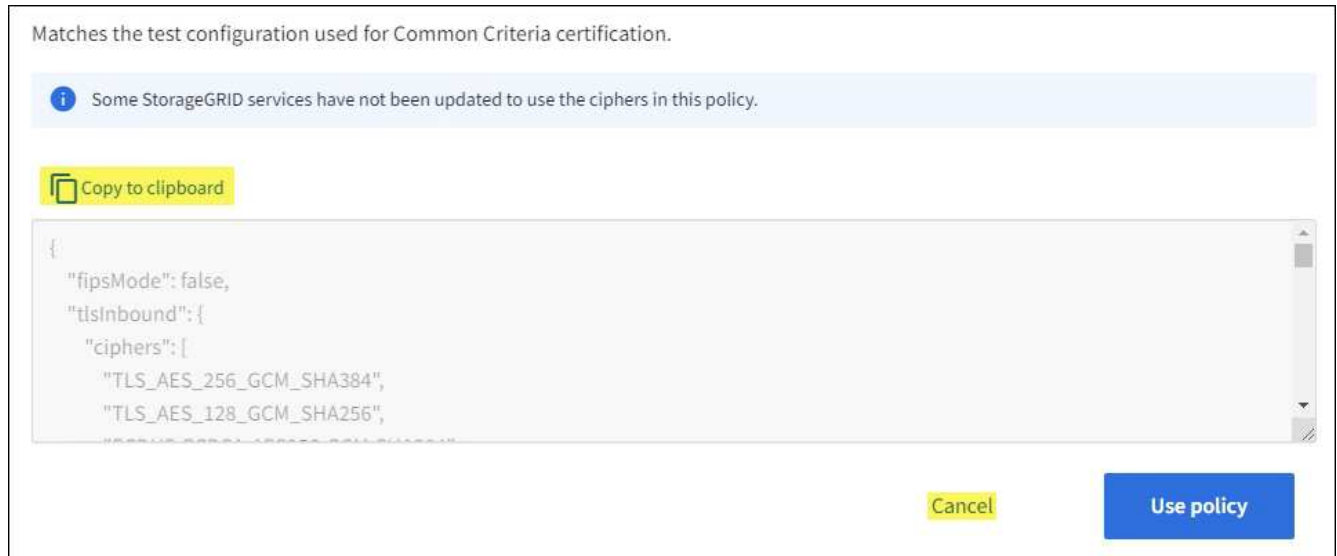 Matches the test configuration used for Common Criteria certification.
Some StorageGRID services have not been updated to use the ciphers in this policy.
Copy to clipboard
{
"fipsMode": false,
"tlsInbound": {
"ciphers": [
"TLS_AES_256_GCM_SHA384",
"TLS_AES_128_GCM_SHA256",
Cancel
Use policy